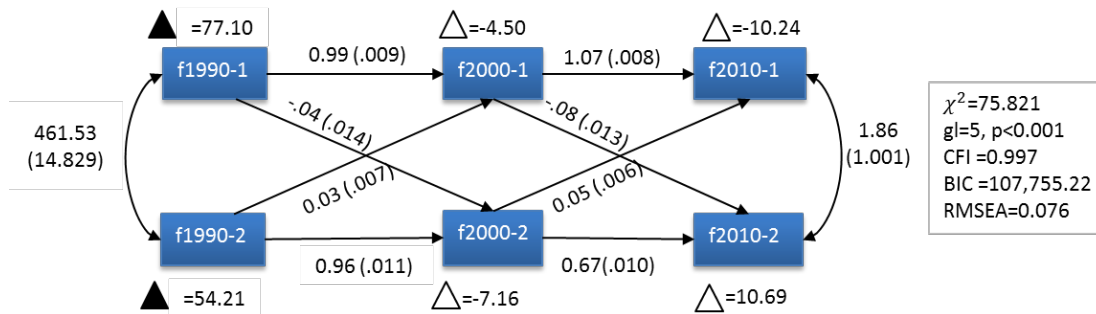 =77.10
=-4.50
=-10.24
f1990-1
0.99 (.009)
f2000-1
1.07 (.008)
f2010-1
-.04 (.014)
-.08 (.013)
461.53
(14.829)
1.86
(1.001)
χ²=75.821
gl=5, p<0.001
CFI =0.997
BIC =107,755.22
RMSEA=0.076
0.03 (.007)
0.05 (.006)
f1990-2
0.96 (.011)
f2000-2
0.67(.010)
f2010-2
=54.21
=-7.16
=10.69